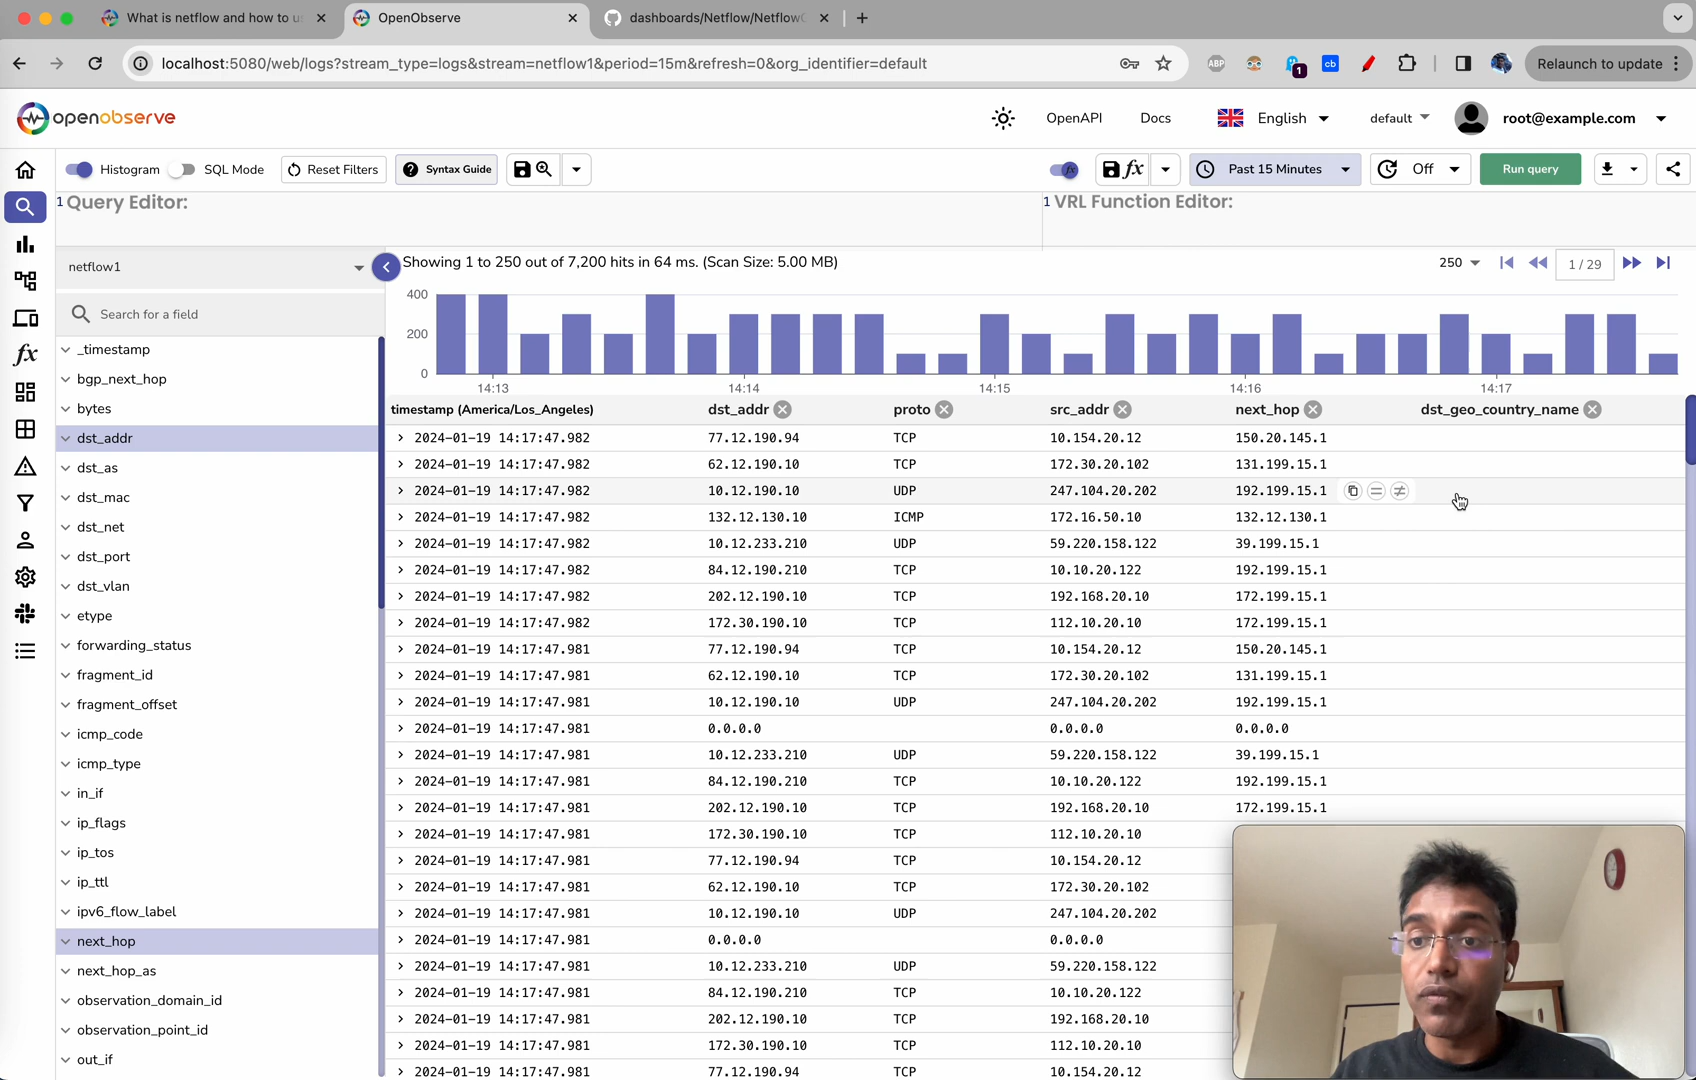 What is netflow and how to u
OpenObserve
dashboards/Netflow/Netflow
localhost:5080/web/logs?stream_type=logs&stream=netflow1&period=15m&refresh=0&org_identifier=default
ABP
1
cb
Relaunch to update
openobserve
OpenAPI
Docs
English
default
root@example.com
Histogram
SQL Mode
Reset Filters
Syntax Guide
fx
fx
Past 15 Minutes
Off
Run query
1 Query Editor:
1 VRL Function Editor:
netflow1
Showing 1 to 250 out of 7,200 hits in 64 ms. (Scan Size: 5.00 MB)
250
1 / 29
Search for a field
400
200
0
14:13 14:14 14:15 14:16 14:17
_timestamp
bgp_next_hop
bytes
dst_addr
dst_as
dst_mac
dst_net
dst_port
dst_vlan
etype
forwarding_status
fragment_id
fragment_offset
icmp_code
icmp_type
in_if
ip_flags
ip_tos
ip_ttl
ipv6_flow_label
next_hop
next_hop_as
observation_domain_id
observation_point_id
out_if
fx
timestamp (America/Los_Angeles) dst_addr proto src_addr next_hop dst_geo_country_name
2024-01-19 14:17:47.982 77.12.190.94 TCP 10.154.20.12 150.20.145.1
2024-01-19 14:17:47.982 62.12.190.10 TCP 172.30.20.102 131.199.15.1
2024-01-19 14:17:47.982 10.12.190.10 UDP 247.104.20.202 192.199.15.1
2024-01-19 14:17:47.982 132.12.130.10 ICMP 172.16.50.10 132.12.130.1
2024-01-19 14:17:47.982 10.12.233.210 UDP 59.220.158.122 39.199.15.1
2024-01-19 14:17:47.982 84.12.190.210 TCP 10.10.20.122 192.199.15.1
2024-01-19 14:17:47.982 202.12.190.10 TCP 192.168.20.10 172.199.15.1
2024-01-19 14:17:47.982 172.30.190.10 TCP 112.10.20.10 172.199.15.1
2024-01-19 14:17:47.981 77.12.190.94 TCP 10.154.20.12 150.20.145.1
2024-01-19 14:17:47.981 62.12.190.10 TCP 172.30.20.102 131.199.15.1
2024-01-19 14:17:47.981 10.12.190.10 UDP 247.104.20.202 192.199.15.1
2024-01-19 14:17:47.981 0.0.0.0 0.0.0.0 0.0.0.0
2024-01-19 14:17:47.981 10.12.233.210 UDP 59.220.158.122 39.199.15.1
2024-01-19 14:17:47.981 84.12.190.210 TCP 10.10.20.122 192.199.15.1
2024-01-19 14:17:47.981 202.12.190.10 TCP 192.168.20.10 172.199.15.1
2024-01-19 14:17:47.981 172.30.190.10 TCP 112.10.20.10
2024-01-19 14:17:47.981 77.12.190.94 TCP 10.154.20.12
2024-01-19 14:17:47.981 62.12.190.10 TCP 172.30.20.102
2024-01-19 14:17:47.981 10.12.190.10 UDP 247.104.20.202
2024-01-19 14:17:47.981 0.0.0.0 0.0.0.0
2024-01-19 14:17:47.981 10.12.233.210 UDP 59.220.158.122
2024-01-19 14:17:47.981 84.12.190.210 TCP 10.10.20.122
2024-01-19 14:17:47.981 202.12.190.10 TCP 192.168.20.10
2024-01-19 14:17:47.981 172.30.190.10 TCP 112.10.20.10
2024-01-19 14:17:47.981 77.12.190.94 TCP 10.154.20.12